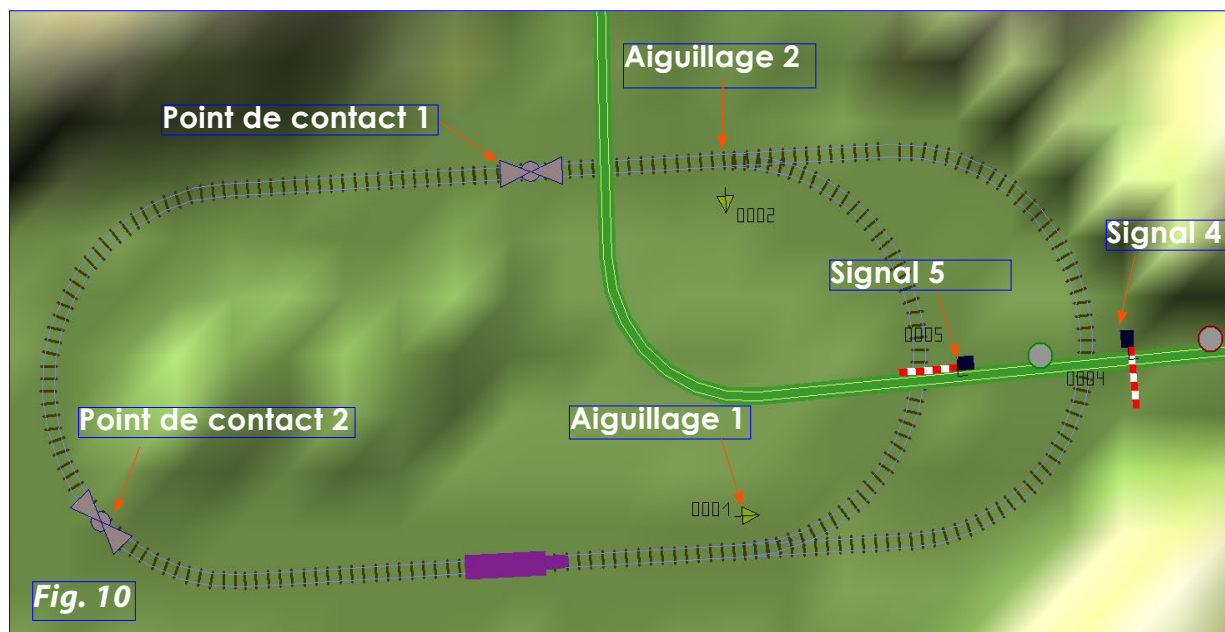 Aiguillage 2
Point de contact 1
0002
Signal 4
Signal 5
0005
0004
Point de contact 2
Aiguillage 1
0001
Fig. 10